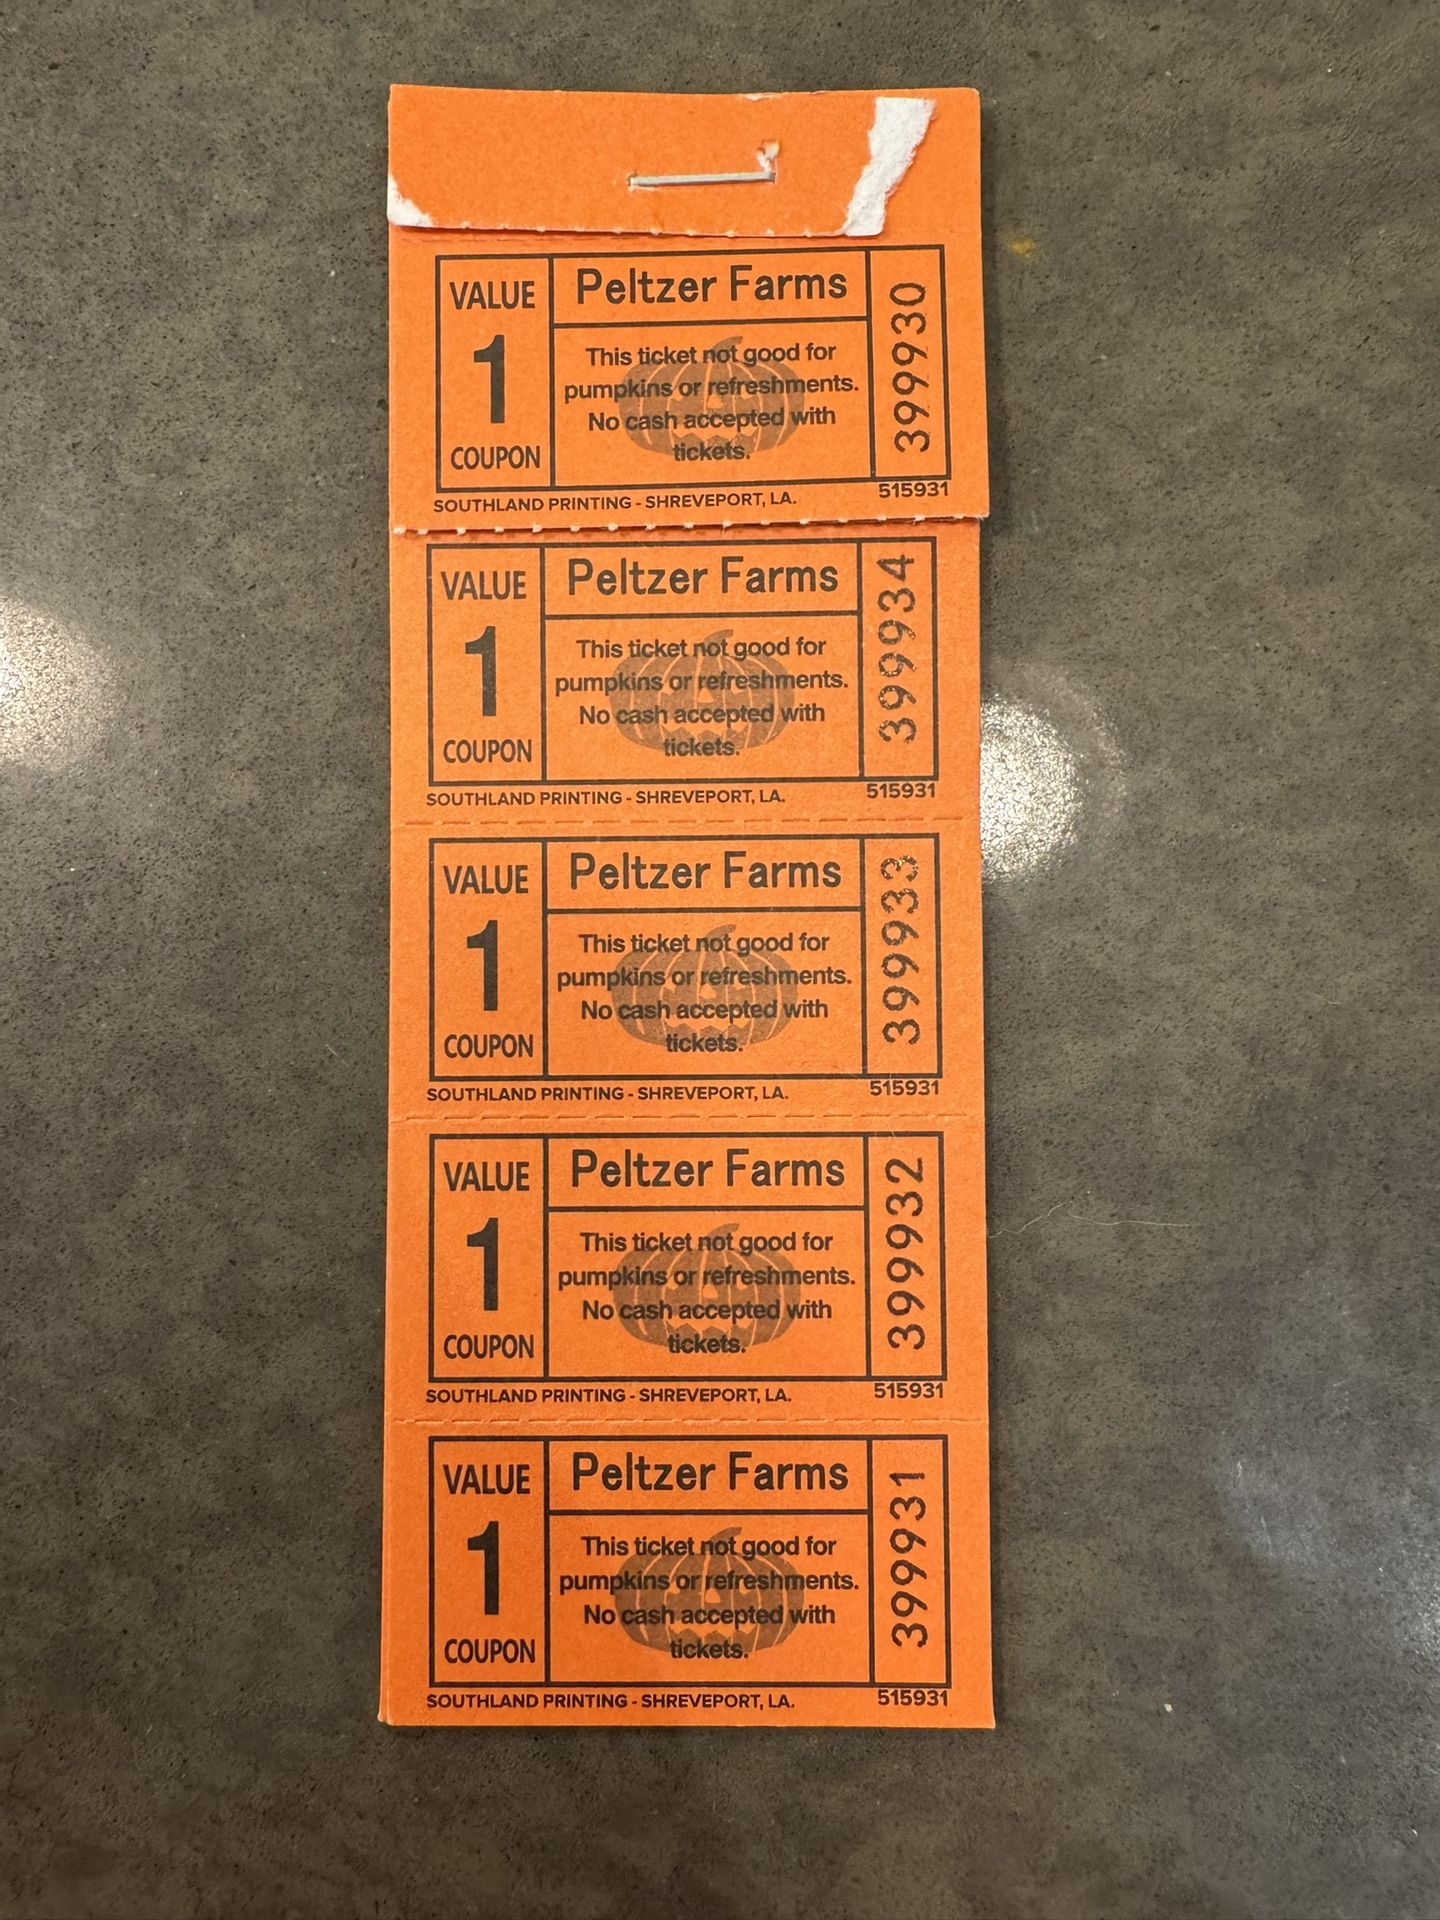 VALUE
1
COUPON
Peltzer Farms
This ticket not good for
pumpkins or refreshments.
No cash accepted with
tickets.
399930
SOUTHLAND PRINTING - SHREVEPORT, LA.
515931
VALUE
1
COUPON
Peltzer Farms
This ticket not good for
pumpkins or refreshments.
No cash accepted with
tickets.
399934
SOUTHLAND PRINTING - SHREVEPORT, LA.
515931
VALUE
1
COUPON
Peltzer Farms
This ticket not good for
pumpkins or refreshments.
No cash accepted with
tickets.
399933
SOUTHLAND PRINTING - SHREVEPORT, LA.
515931
VALUE
1
COUPON
Peltzer Farms
This ticket not good for
pumpkins or refreshments.
No cash accepted with
tickets.
399932
SOUTHLAND PRINTING - SHREVEPORT, LA.
515931
VALUE
1
COUPON
Peltzer Farms
This ticket not good for
pumpkins or refreshments.
No cash accepted with
tickets.
399931
SOUTHLAND PRINTING - SHREVEPORT, LA.
515931